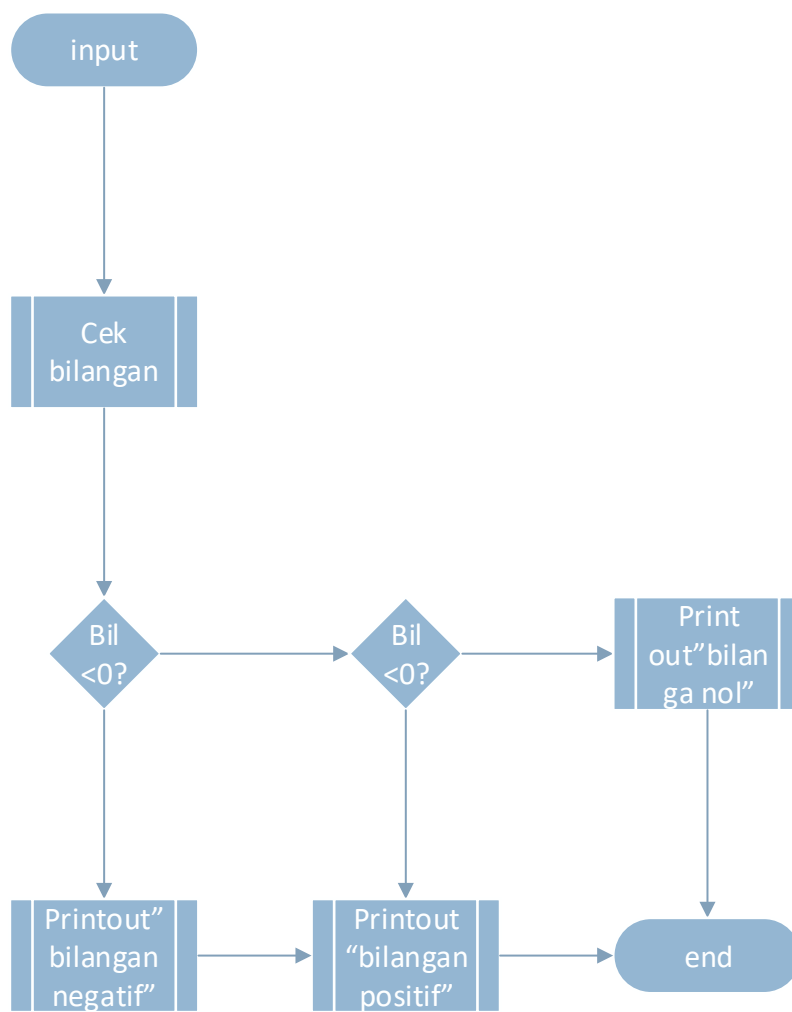 input
Cek
bilangan
Bil
<0?
Bil
<0?
Print
out”bilan
ga nol”
Printout”
bilangan
negatif”
Printout
“bilangan
positif”
end